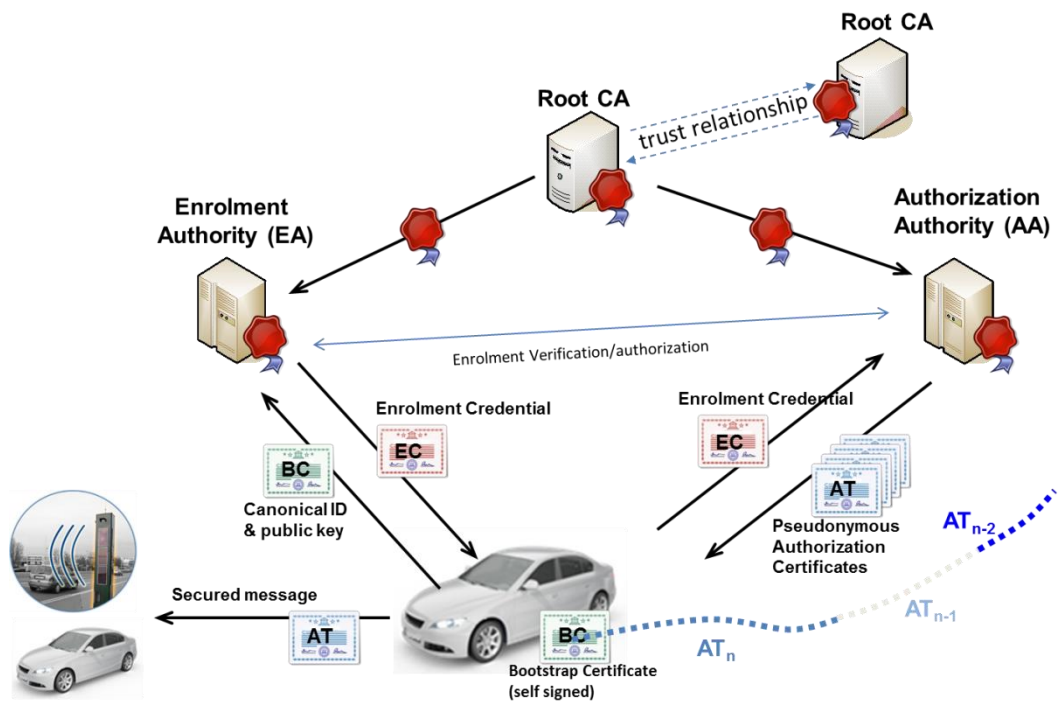 Root CA
Root CA
trust relationship
Enrolment
Authority (EA)
Authorization
Authority (AA)
Enrolment Verification/authorization
Enrolment Credential
EC
BC
Canonical ID
& public key
Enrolment Credential
EC
AT
Pseudonymous
Authorization
Certificates
ATn-2
ATn-1
ATn
Secured message
AT
BC
Bootstrap Certificate
(self signed)